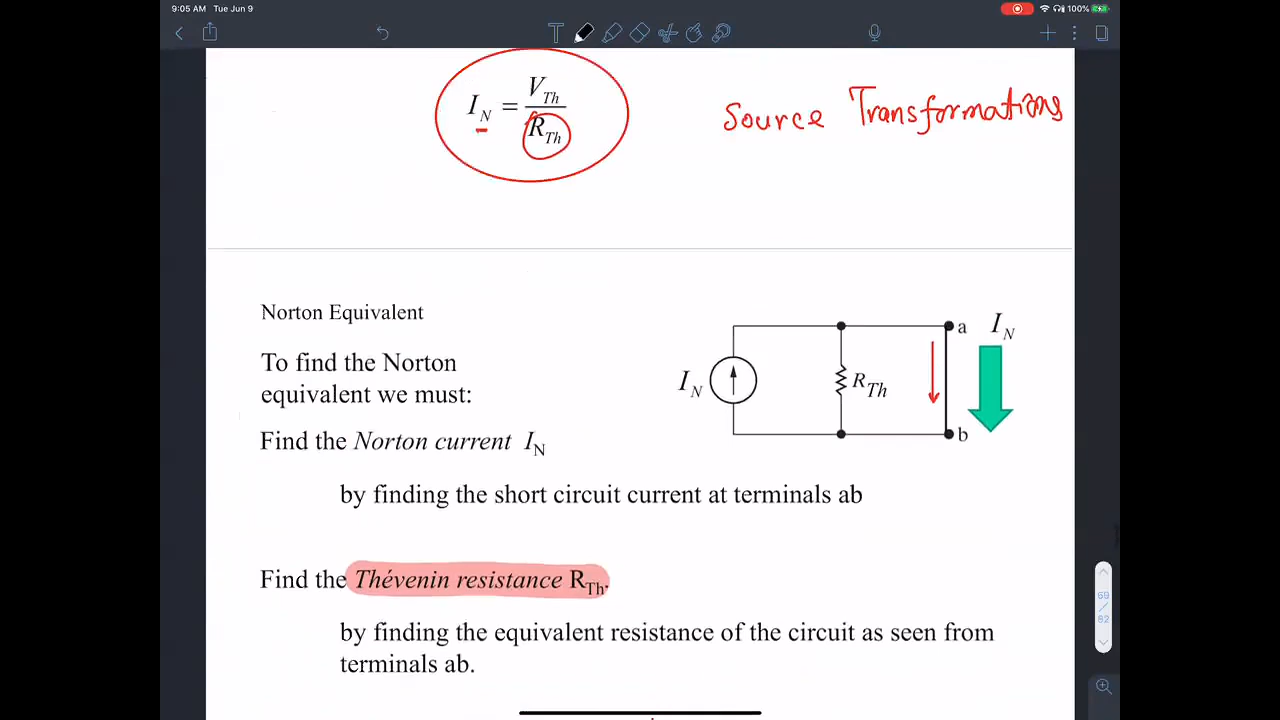 9:05 AM Tue Jun 9
100%
I_N = V_Th / R_Th
Source Transformations
Norton Equivalent
To find the Norton
equivalent we must:
Find the Norton current I_N
by finding the short circuit current at terminals ab
I_N
R_Th
a
b
I_N
Find the Thévenin resistance R_Th.
by finding the equivalent resistance of the circuit as seen from
terminals ab.
69
/
82